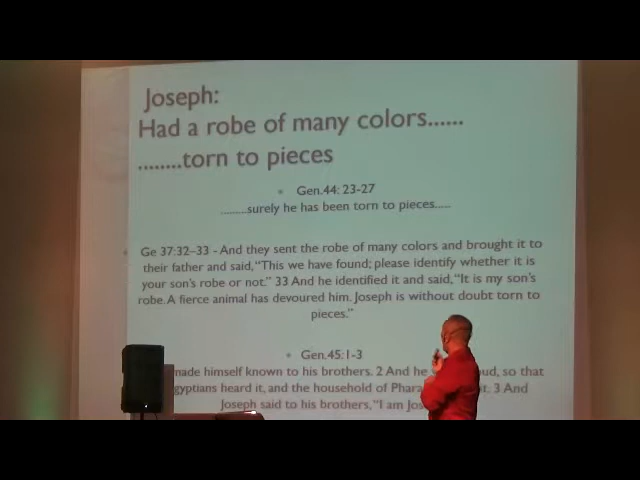 Joseph:
Had a robe of many colors......
........torn to pieces
Gen.44: 23-27
.........surely he has been torn to pieces.....
Ge 37:32–33 - And they sent the robe of many colors and brought it to
their father and said, “This we have found; please identify whether it is
your son’s robe or not.” 33 And he identified it and said, “It is my son’s
robe. A fierce animal has devoured him. Joseph is without doubt torn to
pieces.”
Gen.45:1-3
made himself known to his brothers. 2 And he so that
heard it, and the household of 3 And
Joseph said to his brothers, “I am